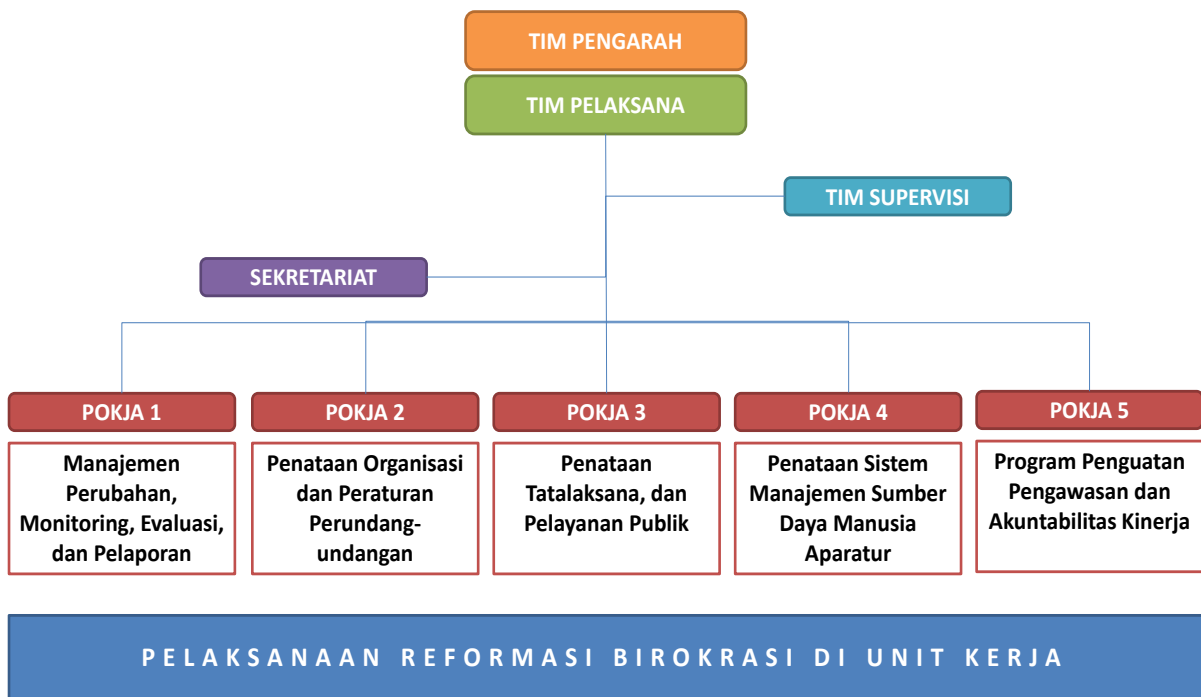 TIM PENGARAH
TIM PELAKSANA
TIM SUPERVISI
SEKRETARIAT
POKJA 1
Manajemen
Perubahan,
Monitoring, Evaluasi,
dan Pelaporan
POKJA 2
Penataan Organisasi
dan Peraturan
Perundang-
undangan
POKJA 3
Penataan
Tatalaksana, dan
Pelayanan Publik
POKJA 4
Penataan Sistem
Manajemen Sumber
Daya Manusia
Aparatur
POKJA 5
Program Penguatan
Pengawasan dan
Akuntabilitas Kinerja
PELAKSANAAN REFORMASI BIROKRASI DI UNIT KERJA